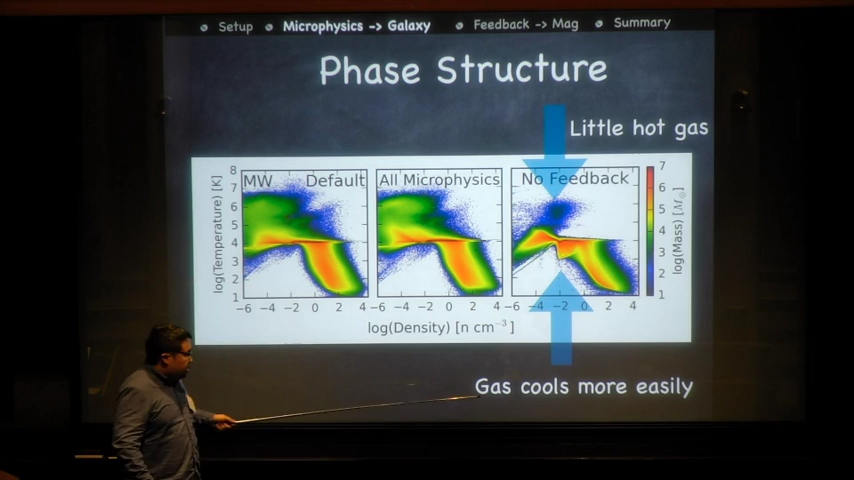 Setup Microphysics -> Galaxy Feedback -> Mag Summary
Phase Structure
Little hot gas
MW Default All Microphysics No Feedback
log(Temperature) [K]
8
7
6
5
4
3
2
1
−6 −4 −2 0 2 4 −6 −4 −2 0 2 4 −6 −4 −2 0 2 4
log(Density) [n cm⁻³]
7
6
5
4
3
2
1
log(Mass) [M⊙]
Gas cools more easily